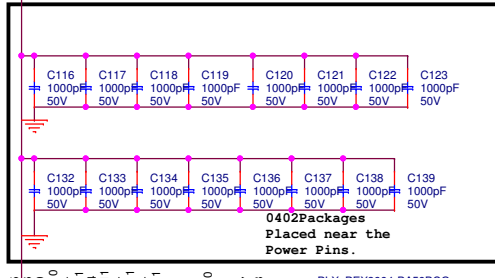 C116 C117 C118 C119 C120 C121 C122 C123
1000pF 1000pF 1000pF 1000pF 1000pF 1000pF 1000pF 1000pF
50V 50V 50V 50V 50V 50V 50V 50V
C132 C133 C134 C135 C136 C137 C138 C139
1000pF 1000pF 1000pF 1000pF 1000pF 1000pF 1000pF 1000pF
50V 50V 50V 50V 50V 50V 50V 50V
0402Packages
Placed near the
Power Pins.